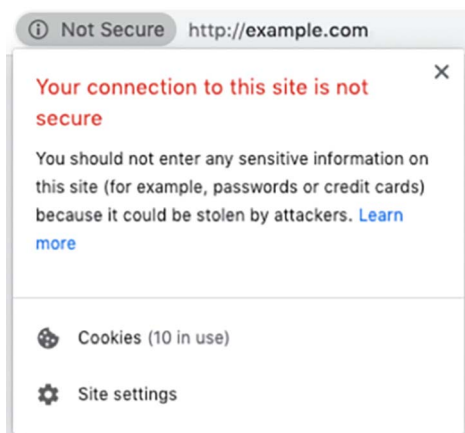 Not Secure http://example.com
Your connection to this site is not
secure
You should not enter any sensitive information on
this site (for example, passwords or credit cards)
because it could be stolen by attackers. Learn
more
Cookies (10 in use)
Site settings